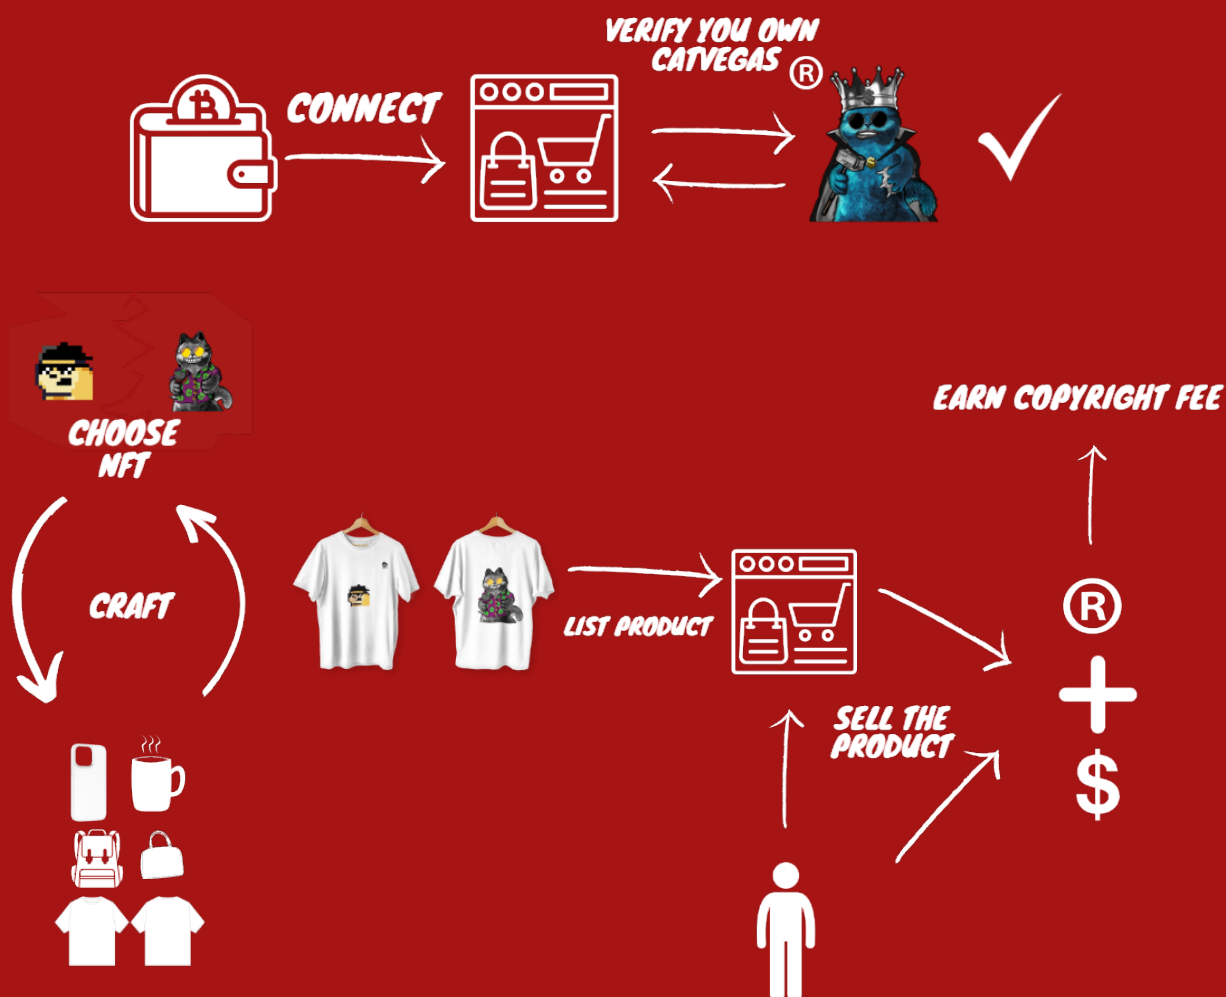 VERIFY YOU OWN
CATVEGAS ®
CONNECT
CHOOSE
NFT
EARN COPYRIGHT FEE
CRAFT
LIST PRODUCT
®
+
SELL THE
PRODUCT
$